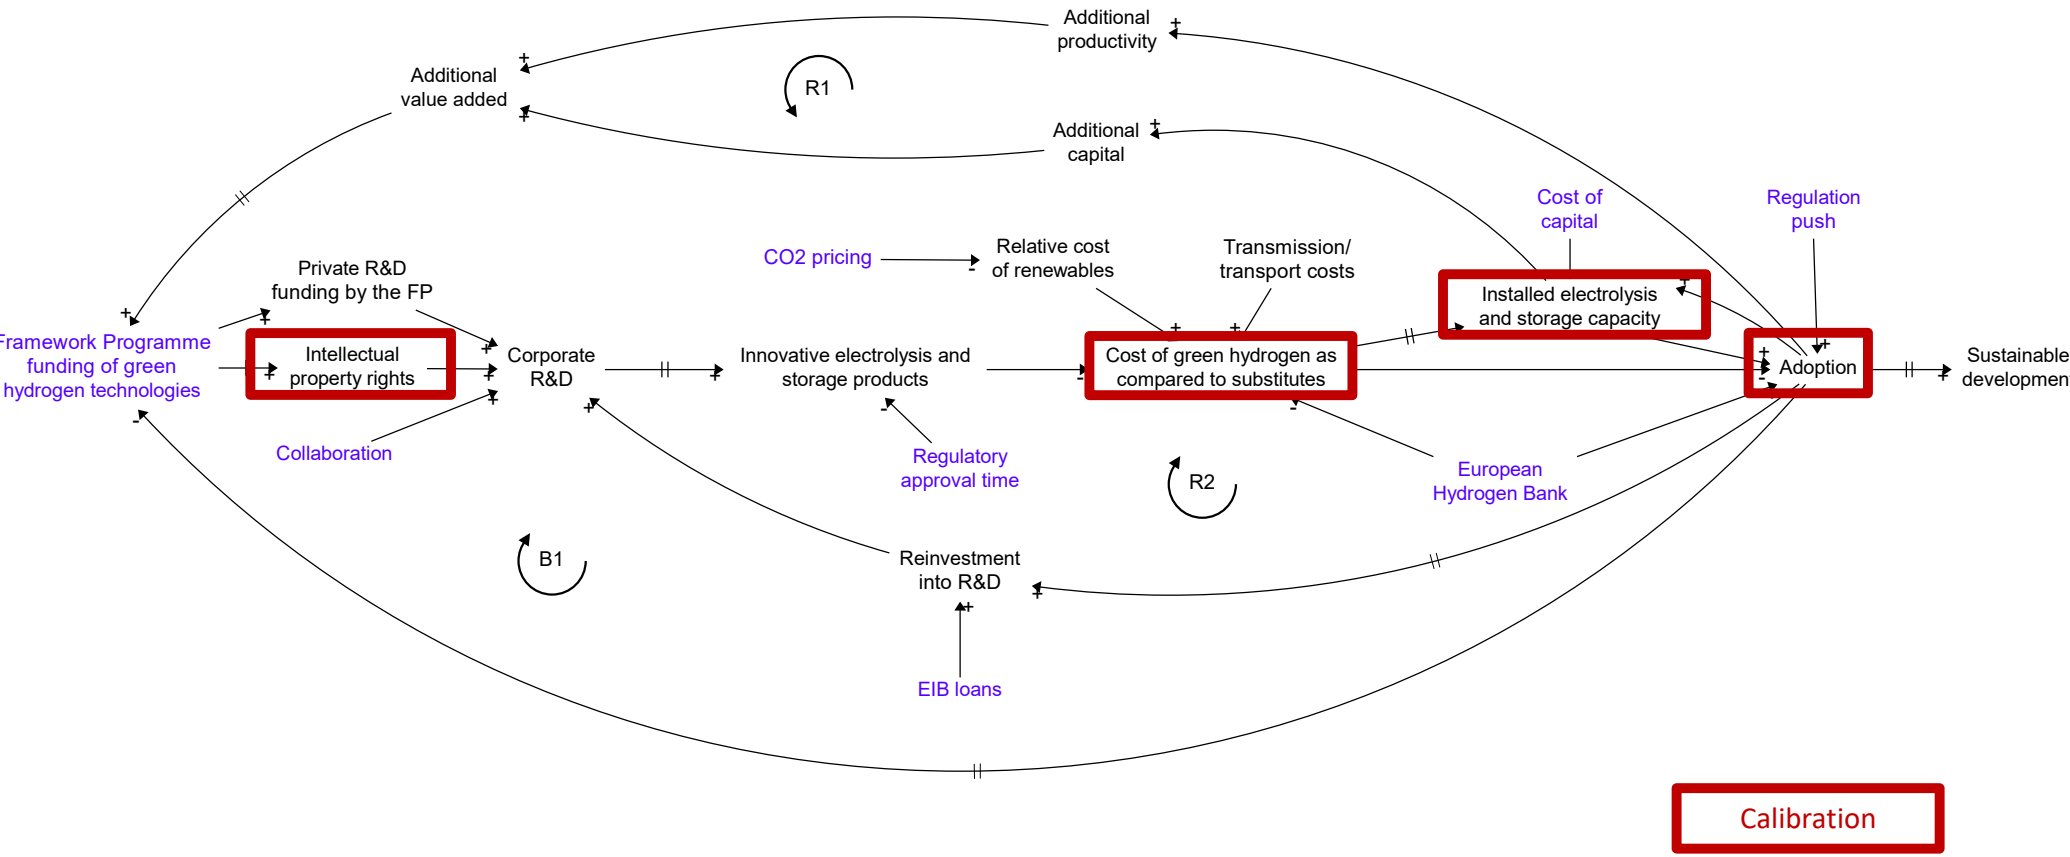 Additional
productivity
Additional
value added
R1
Additional
capital
Cost of
capital
Regulation
push
CO2 pricing
Relative cost
of renewables
Transmission/
transport costs
Private R&D
funding by the FP
Installed electrolysis
and storage capacity
Framework Programme
funding of green
hydrogen technologies
Intellectual
property rights
Corporate
R&D
Innovative electrolysis and
storage products
Cost of green hydrogen as
compared to substitutes
Adoption
Sustainable
developmen
Collaboration
Regulatory
approval time
European
Hydrogen Bank
R2
B1
Reinvestment
into R&D
EIB loans
Calibration